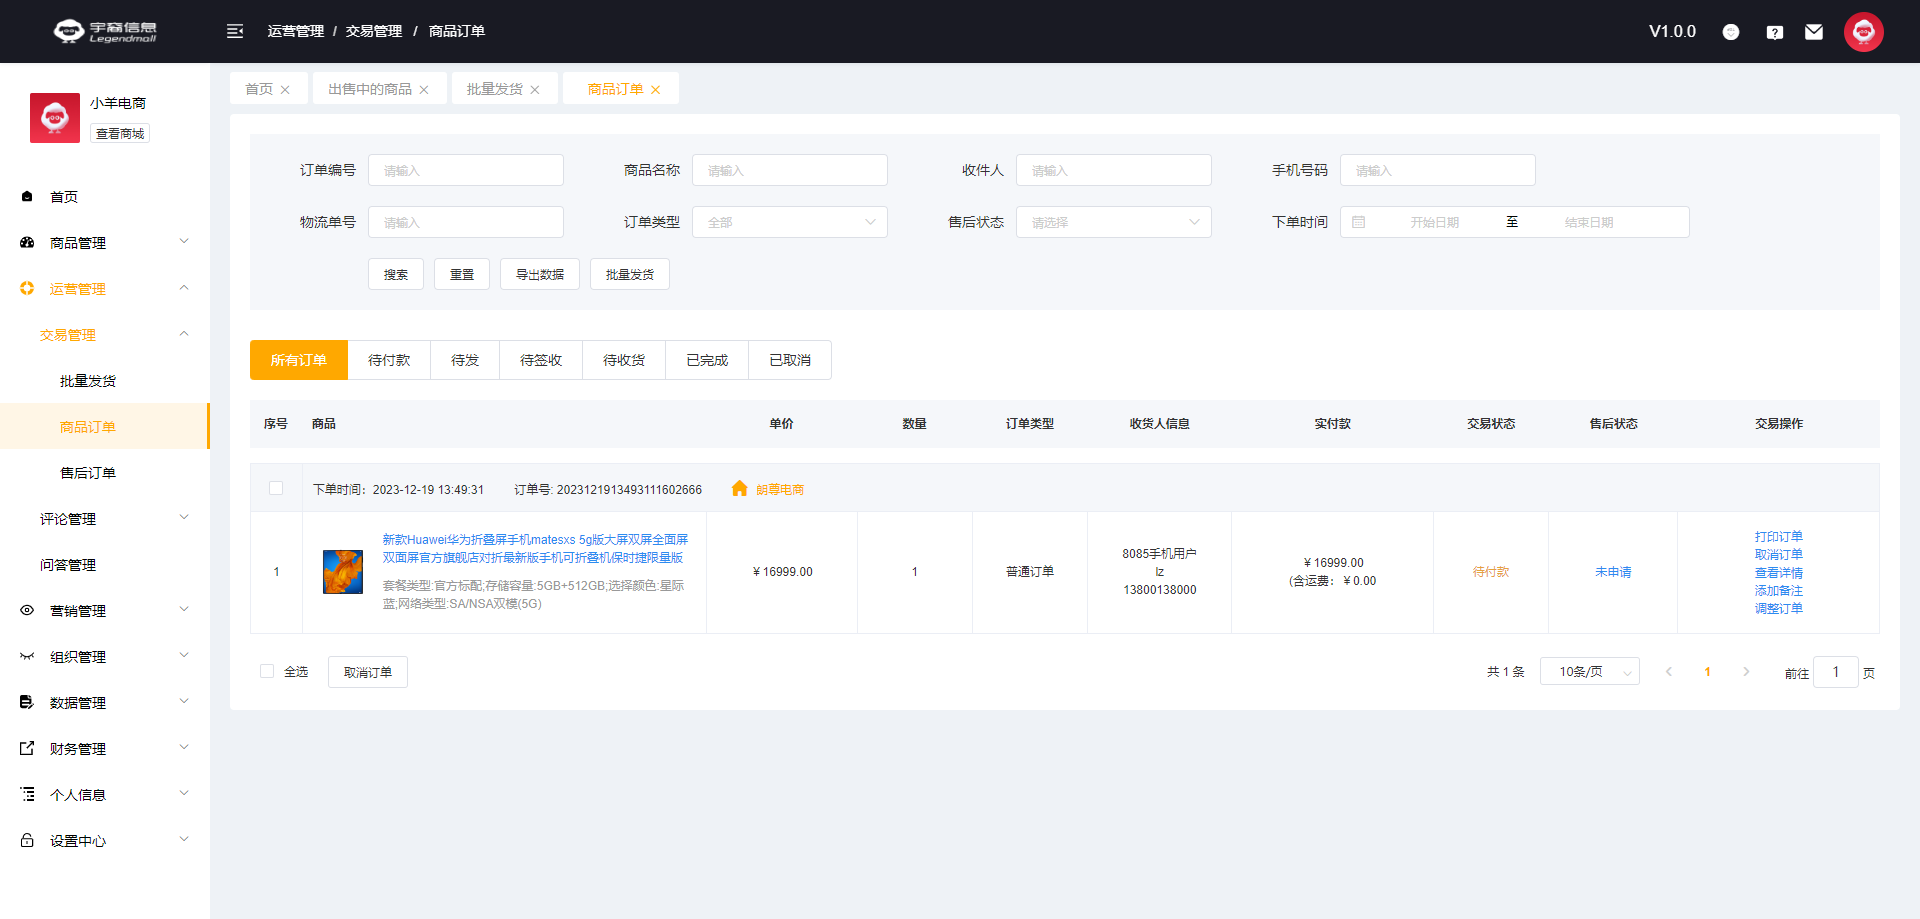 宇裔信息
Legendmall
运营管理 / 交易管理 / 商品订单
V1.0.0
小羊电商
查看商城
首页
商品管理
运营管理
交易管理
批量发货
商品订单
售后订单
评论管理
问答管理
营销管理
组织管理
数据管理
财务管理
个人信息
设置中心
首页 出售中的商品 批量发货 商品订单
订单编号 请输入 商品名称 请输入 收件人 请输入 手机号码 请输入
物流单号 请输入 订单类型 全部 售后状态 请选择 下单时间 开始日期 至 结束日期
搜索 重置 导出数据 批量发货
所有订单 待付款 待发 待签收 待收货 已完成 已取消
序号 商品 单价 数量 订单类型 收货人信息 实付款 交易状态 售后状态 交易操作
下单时间：2023-12-19 13:49:31 订单号: 2023121913493111602666 朗尊电商
1
新款Huawei华为折叠屏手机matesxs 5g版大屏双屏全面屏
双面屏官方旗舰店对折最新版手机可折叠机保时捷限量版
套餐类型:官方标配;存储容量:5GB+512GB;选择颜色:星际
蓝;网络类型:SA/NSA双模(5G)
¥ 16999.00
1
普通订单
8085手机用户
lz
13800138000
¥ 16999.00
(含运费：¥ 0.00
待付款
未申请
打印订单
取消订单
查看详情
添加备注
调整订单
全选 取消订单
共 1 条 10条/页 1 前往 1 页